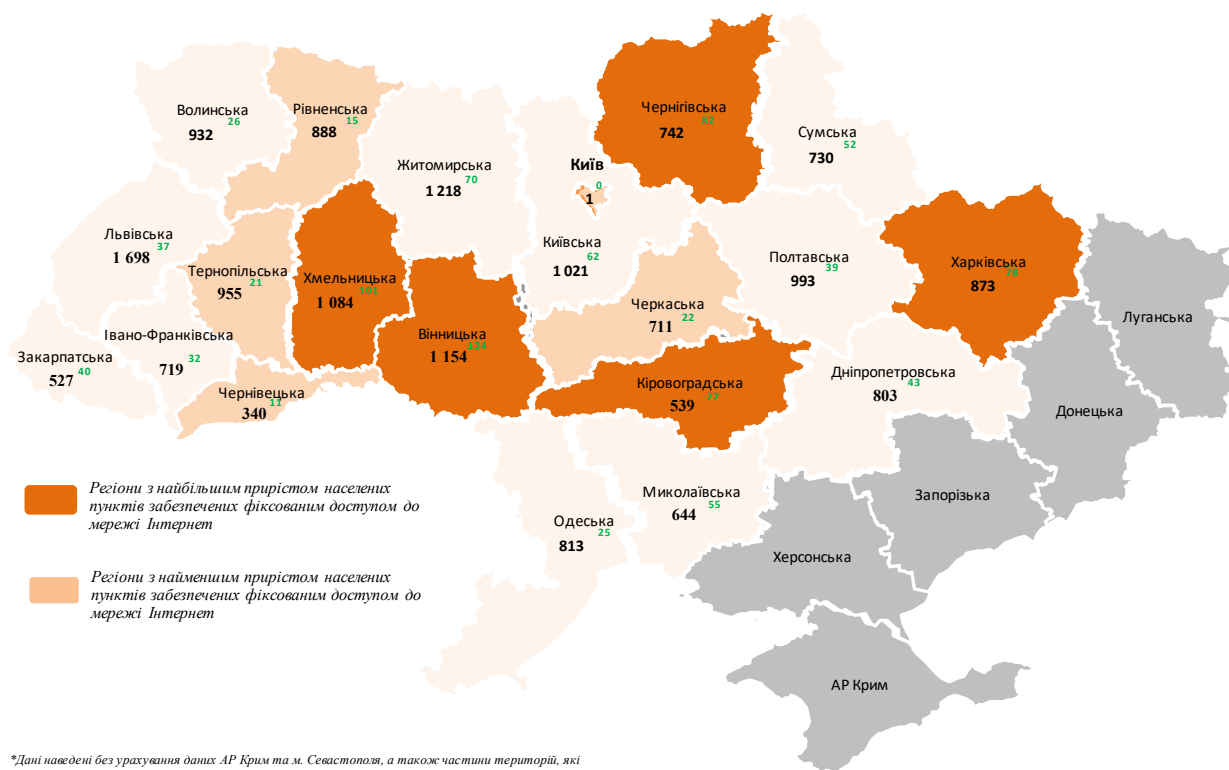 Волинська
26
932
Рівненська
15
888
Житомирська
70
1 218
Київ
0
1
Чернігівська
82
742
Сумська
52
730
Львівська
37
1 698
Тернопільська
21
955
Хмельницька
101
1 084
Київська
62
1 021
Полтавська
39
993
Харківська
78
873
Луганська
Івано-Франківська
32
719
Закарпатська
40
527
Вінницька
134
1 154
Черкаська
22
711
Чернівецька
11
340
Кіровоградська
77
539
Дніпропетровська
43
803
Донецька
Миколаївська
55
644
Запорізька
Одеська
25
813
Херсонська
АР Крим
Регіони з найбільшим приростом населених
пунктів забезпечених фіксованим доступом до
мережі Інтернет
Регіони з найменшим приростом населених
пунктів забезпечених фіксованим доступом до
мережі Інтернет
*Дані наведені без урахування даних АР Крим та м. Севастополя, а також частини територій, які